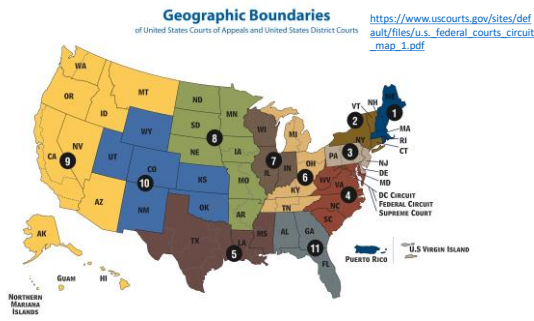 Geographic Boundaries
of United States Courts of Appeals and United States District Courts
https://www.uscourts.gov/sites/def
ault/files/u.s._federal_courts_circuit
_map_1.pdf
WA
OR
CA
NV
ID
MT
AZ
9
AK
GUAM
HI
NORTHERN
MARIANA
ISLANDS
WY
UT
CO
10
KS
NM
OK
ND
MN
SD
8
NE
IA
MO
AR
TX
LA
MS
5
WI
7
IL
IN
MI
OH
6
KY
TN
AL
GA
11
FL
WV
VA
4
NC
SC
PA
3
NJ
DE
MD
DC CIRCUIT
FEDERAL CIRCUIT
SUPREME COURT
VT
NH
2
NY
ME
1
MA
RI
CT
PUERTO RICO
U.S VIRGIN ISLAND